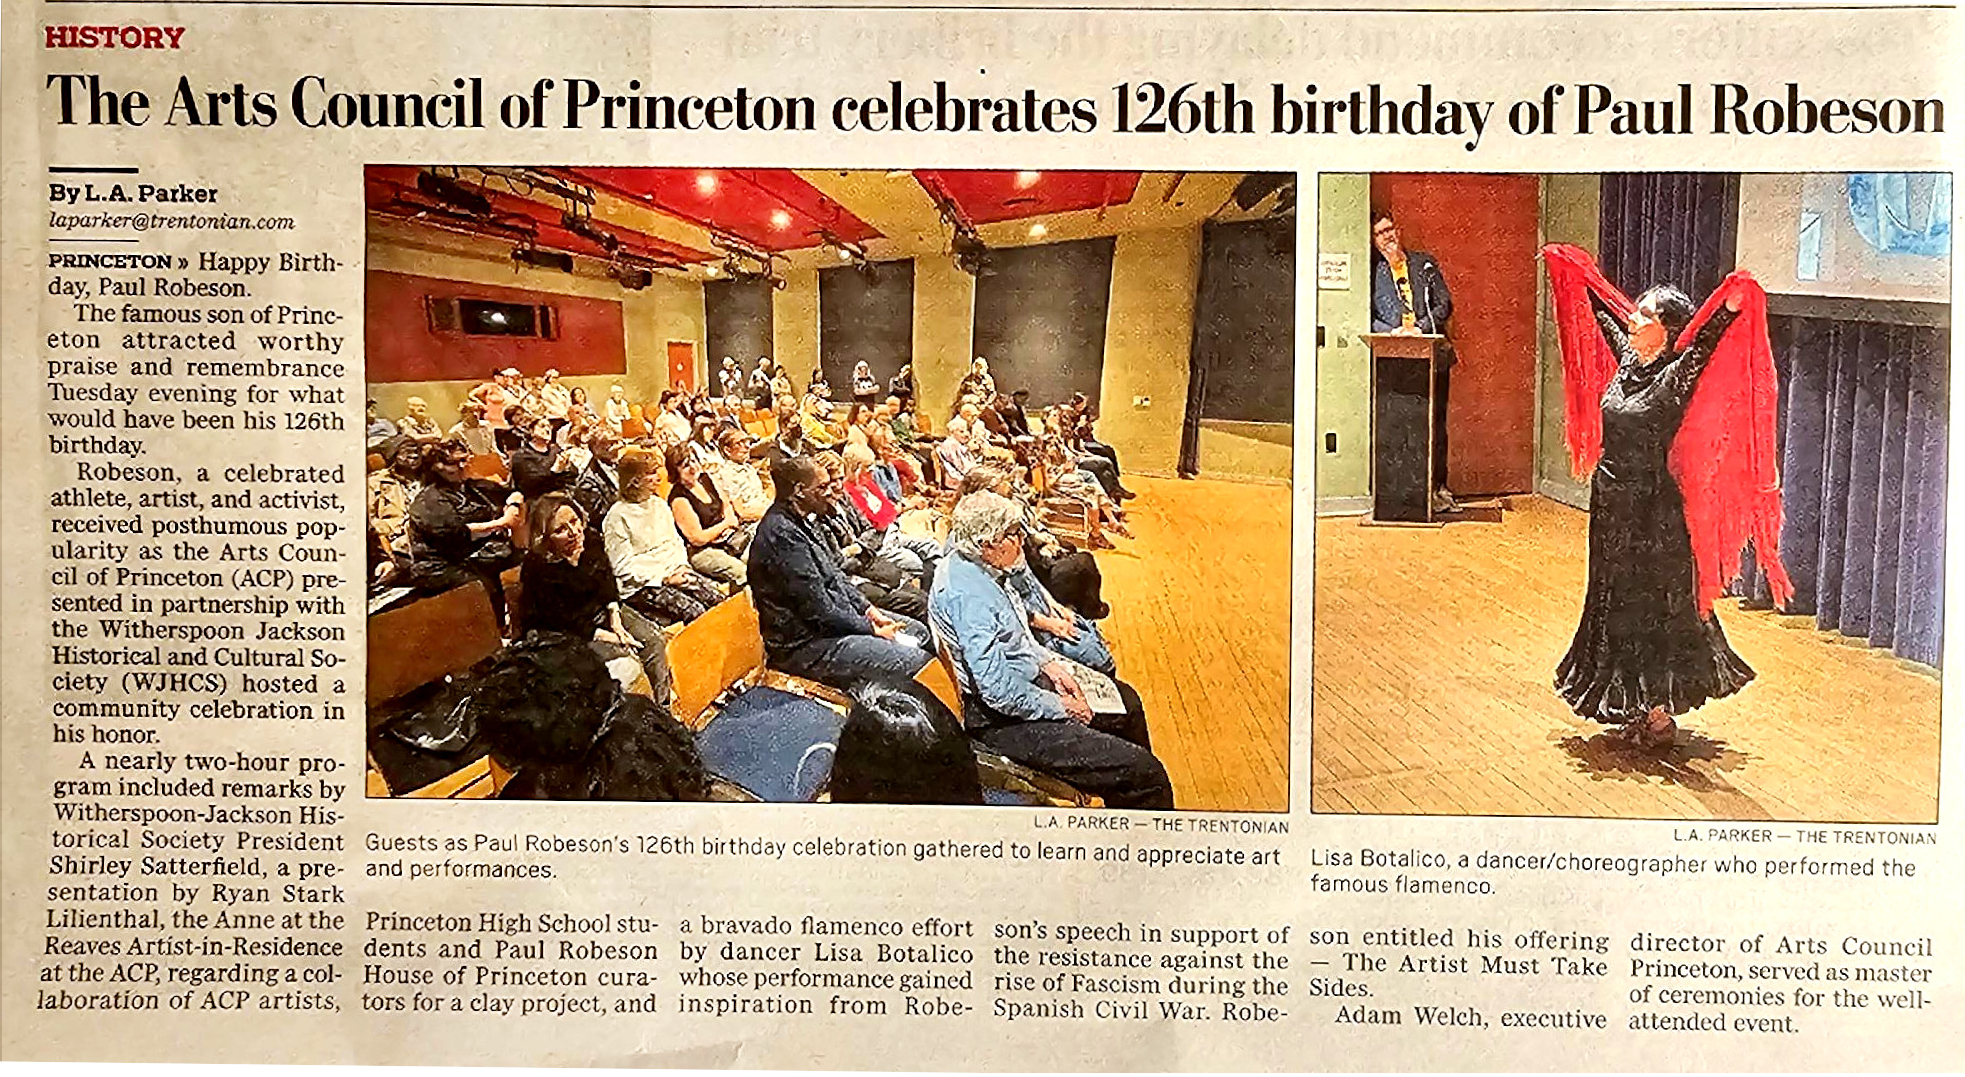 HISTORY
The Arts Council of Princeton celebrates 126th birthday of Paul Robeson
By L.A. Parker
laparker@trentonian.com
PRINCETON » Happy Birth-
day, Paul Robeson.
The famous son of Princ-
eton attracted worthy
praise and remembrance
Tuesday evening for what
would have been his 126th
birthday.
Robeson, a celebrated
athlete, artist, and activist,
received posthumous pop-
ularity as the Arts Coun-
cil of Princeton (ACP) pre-
sented in partnership with
the Witherspoon Jackson
Historical and Cultural So-
ciety (WJHCS) hosted a
community celebration in
his honor.
A nearly two-hour pro-
gram included remarks by
Witherspoon-Jackson His-
torical Society President
Shirley Satterfield, a pre-
sentation by Ryan Stark
Lilienthal, the Anne at the
Reaves Artist-in-Residence
at the ACP, regarding a col-
laboration of ACP artists,
L.A. PARKER — THE TRENTONIAN
Guests as Paul Robeson's 126th birthday celebration gathered to learn and appreciate art
and performances.
L.A. PARKER — THE TRENTONIAN
Lisa Botalico, a dancer/choreographer who performed the
famous flamenco.
Princeton High School stu-
dents and Paul Robeson
House of Princeton cura-
tors for a clay project, and
a bravado flamenco effort
by dancer Lisa Botalico
whose performance gained
inspiration from Robe-
son's speech in support of
the resistance against the
rise of Fascism during the
Spanish Civil War. Robe-
son entitled his offering
— The Artist Must Take
Sides.
Adam Welch, executive
director of Arts Council
Princeton, served as master
of ceremonies for the well-
attended event.